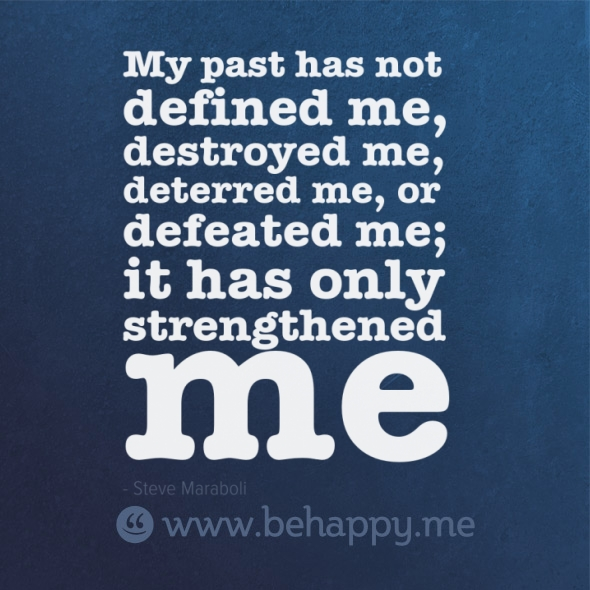 My past has not
defined me,
destroyed me,
deterred me, or
defeated me;
it has only
strengthened
me
- Steve Maraboli
www.behappy.me